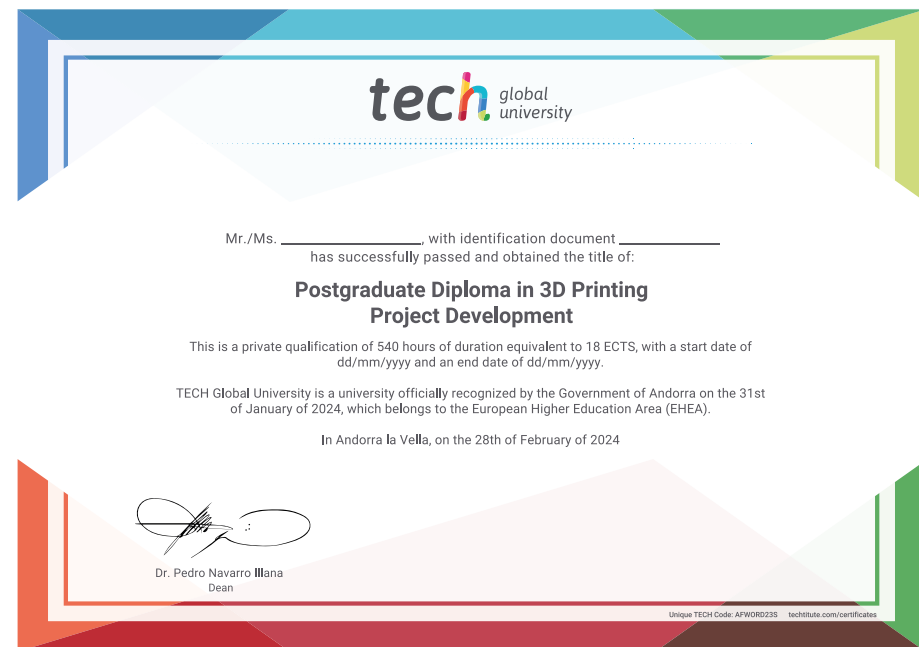 tech global
university
Mr./Ms. ____________________, with identification document ______________
has successfully passed and obtained the title of:
Postgraduate Diploma in 3D Printing
Project Development
This is a private qualification of 540 hours of duration equivalent to 18 ECTS, with a start date of
dd/mm/yyyy and an end date of dd/mm/yyyy.
TECH Global University is a university officially recognized by the Government of Andorra on the 31st
of January of 2024, which belongs to the European Higher Education Area (EHEA).
In Andorra la Vella, on the 28th of February of 2024
Dr. Pedro Navarro Illana
Dean
Unique TECH Code: AFWORD23S techtitute.com/certificates